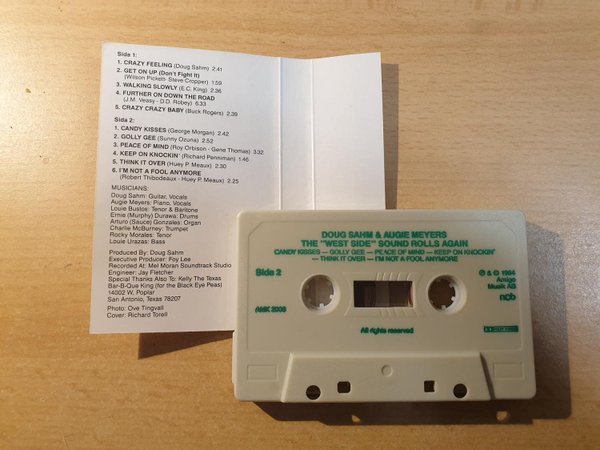 Sida 1:
1. CRAZY FEELING (Doug Sahm) 2.41
2. GET ON UP (Don't Fight It)
(Wilson Pickett- Steve Cropper) 1.59
3. WALKING SLOWLY (E.C. King) 2.36
4. FURTHER ON DOWN THE ROAD
(J.M. Veasy - D.D. Robey) 6.33
5. CRAZY CRAZY BABY (Buck Rogers) 2.39
Sida 2:
1. CANDY KISSES (George Morgan) 2.42
2. GOLLY GEE (Sunny Ozuna) 2.52
3. PEACE OF MIND (Roy Orbison - Gene Thomas) 3.32
4. KEEP ON KNOCKIN' (Richard Penniman) 1.46
5. THINK IT OVER (Huey P. Meaux) 2.30
6. I'M NOT A FOOL ANYMORE
(Robert Thibodeaux - Huey P. Meaux) 2.25
MUSICIANS:
Doug Sahm: Guitar, Vocals
Augie Meyers: Piano, Vocals
Louie Bustos: Tenor & Baritone
Ernie (Murphy) Durawa: Drums
Arturo (Sauce) Gonzales: Organ
Charlie McBurney: Trumpet
Rocky Morales: Tenor
Louie Urazas: Bass
Produced By: Doug Sahm
Executive Producer: Foy Lee
Recorded At: Mel Moran Soundtrack Studio
Engineer: Jay Fletcher
Special Thanks Also To: Kelly The Texas
Bar-B-Que King (for the Black Eye Peas)
14002 W, Poplar
San Antonio, Texas 78207
Photo: Ove Tingvall
Cover: Richard Torell
DOUG SAHM & AUGIE MEYERS
THE "WEST SIDE" SOUND ROLLS AGAIN
CANDY KISSES — GOLLY GEE — PEACE OF MIND — KEEP ON KNOCKIN'
— THINK IT OVER — I'M NOT A FOOL ANYMORE
Sida 2
℗ & © 1984
Amigo
Musik AB
AMK 2008
ncb
All rights reserved